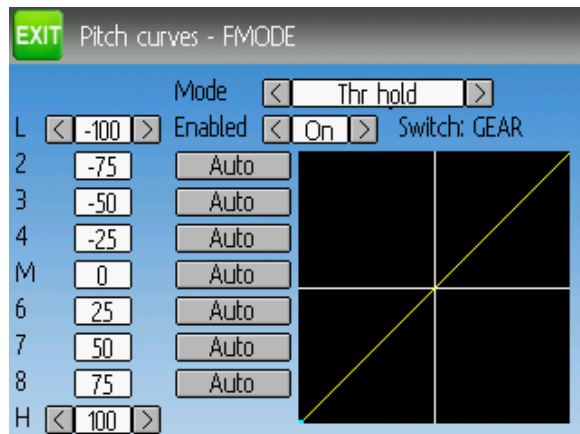 EXIT Pitch curves - FMODE
Mode < Thr hold >
L < -100 > Enabled < On > Switch: GEAR
2 -75 Auto
3 -50 Auto
4 -25 Auto
M 0 Auto
6 25 Auto
7 50 Auto
8 75 Auto
H < 100 >